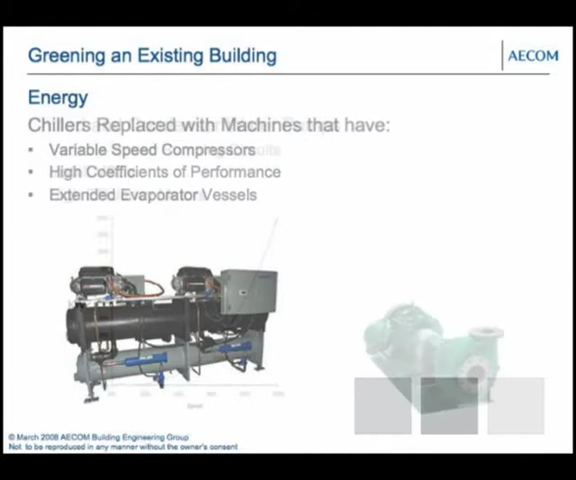 Greening an Existing Building
AECOM
Energy
Chillers Replaced with Machines that have:
• Variable Speed Compressors
• High Coefficients of Performance
• Extended Evaporator Vessels
© March 2008 AECOM Building Engineering Group
Not to be reproduced in any manner without the owner's consent